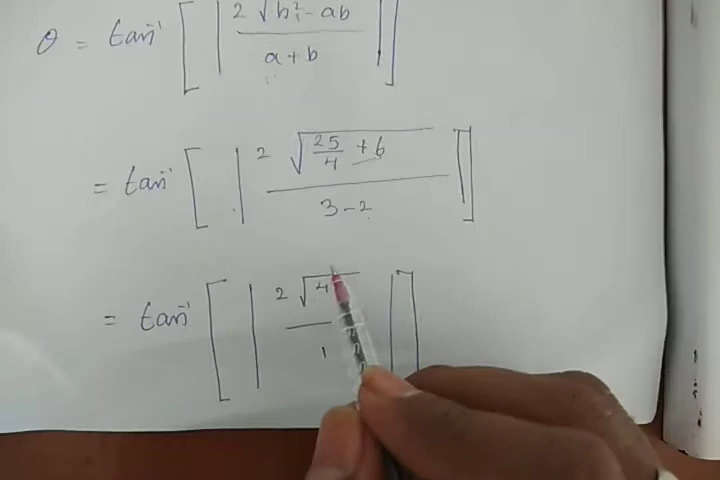 θ = tan⁻¹ [ | 2 √h²-ab / a+b | ]
= tan⁻¹ [ | 2 √25/4 + 6 / 3-2 | ]
= tan⁻¹ [ | 2 √4 / 1 | ]